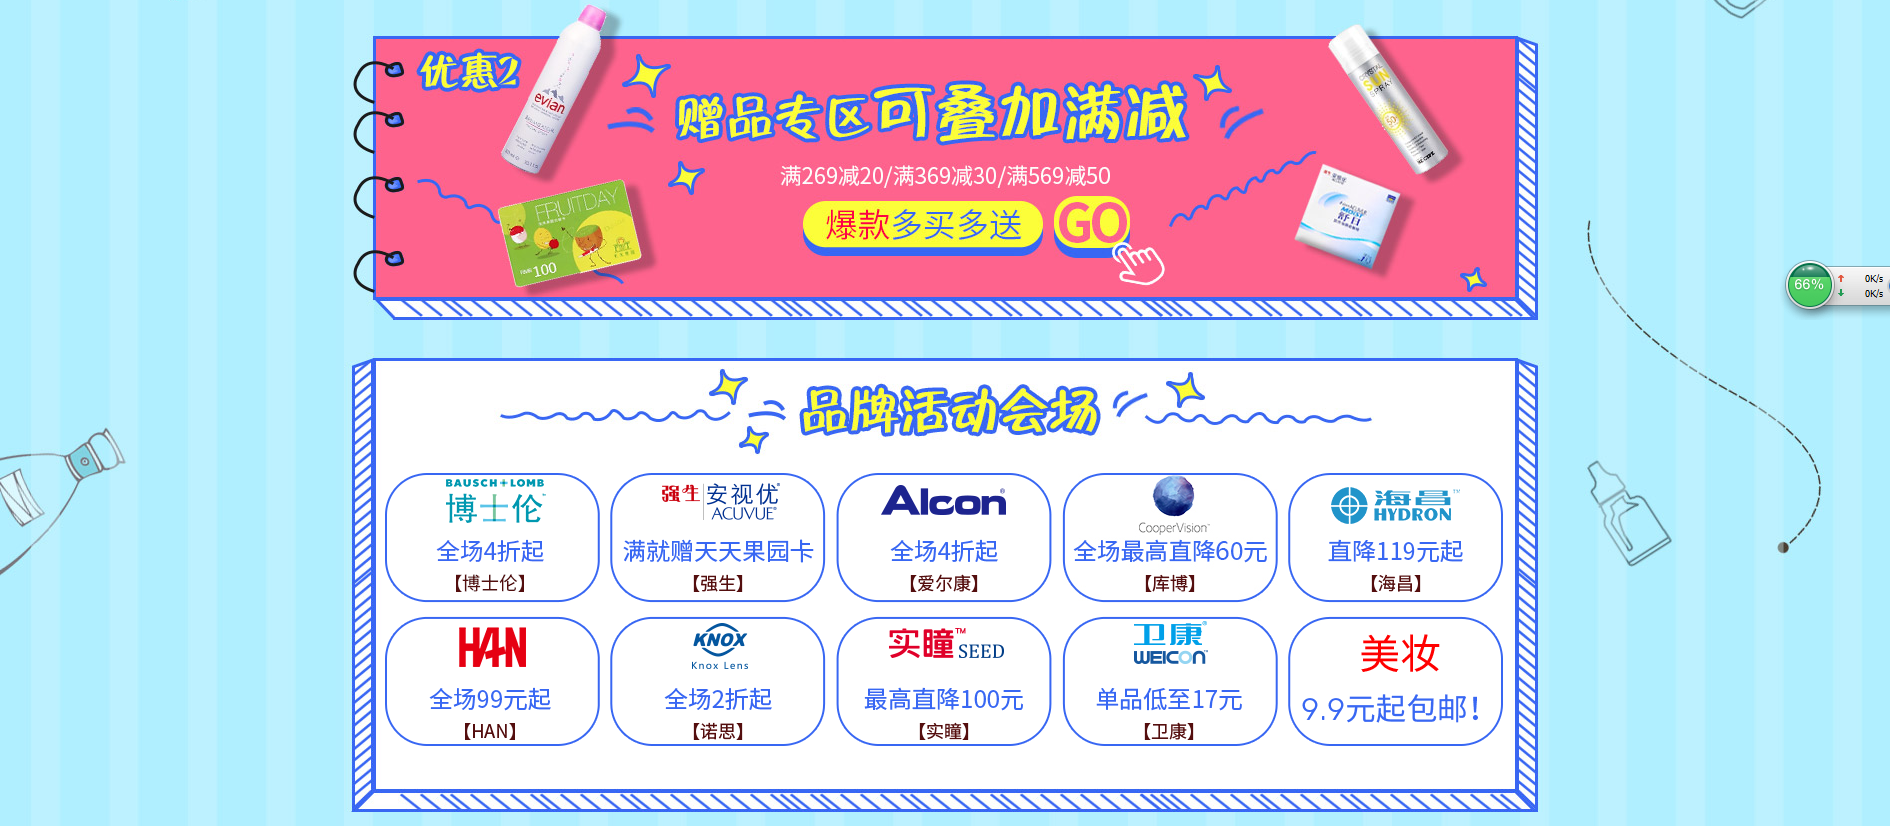 优惠2
evian
赠品专区可叠加满减
CRYSTAL
SUN
SPRAY
50
满269减20/满369减30/满569减50
FRUITDAY
100
爆款多买多送
GO
舒日
66%
0K/s
0K/s
品牌活动会场
BAUSCH+LOMB
博士伦
全场4折起
【博士伦】
强生 安视优
ACUVUE
满就赠天天果园卡
【强生】
Alcon
全场4折起
【爱尔康】
CooperVision
全场最高直降60元
【库博】
海昌
HYDRON
直降119元起
【海昌】
HAN
全场99元起
【HAN】
KNOX
Knox Lens
全场2折起
【诺思】
实瞳™ SEED
最高直降100元
【实瞳】
卫康
WEICON
单品低至17元
【卫康】
美妆
9.9元起包邮！